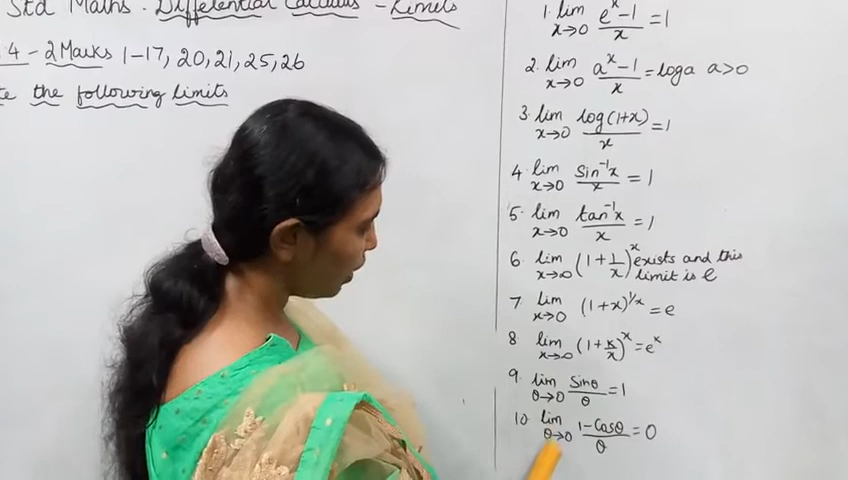 Std Maths - Differential Calculus - Limits
4 - 2 Marks 1-17, 20, 21, 25, 26
the following limits
1. lim x→0 e^x-1/x = 1
2. lim x→0 a^x-1/x = log a a>0
3. lim x→0 log(1+x)/x = 1
4. lim x→0 sin^-1x/x = 1
5. lim x→0 tan^-1x/x = 1
6. lim x→∞ (1+1/x)^x exists and this
limit is e
7. lim x→0 (1+x)^1/x = e
8. lim x→∞ (1+k/x)^x = e^k
9. lim θ→0 Sinθ/θ = 1
10. lim θ→0 1-Cosθ/θ = 0